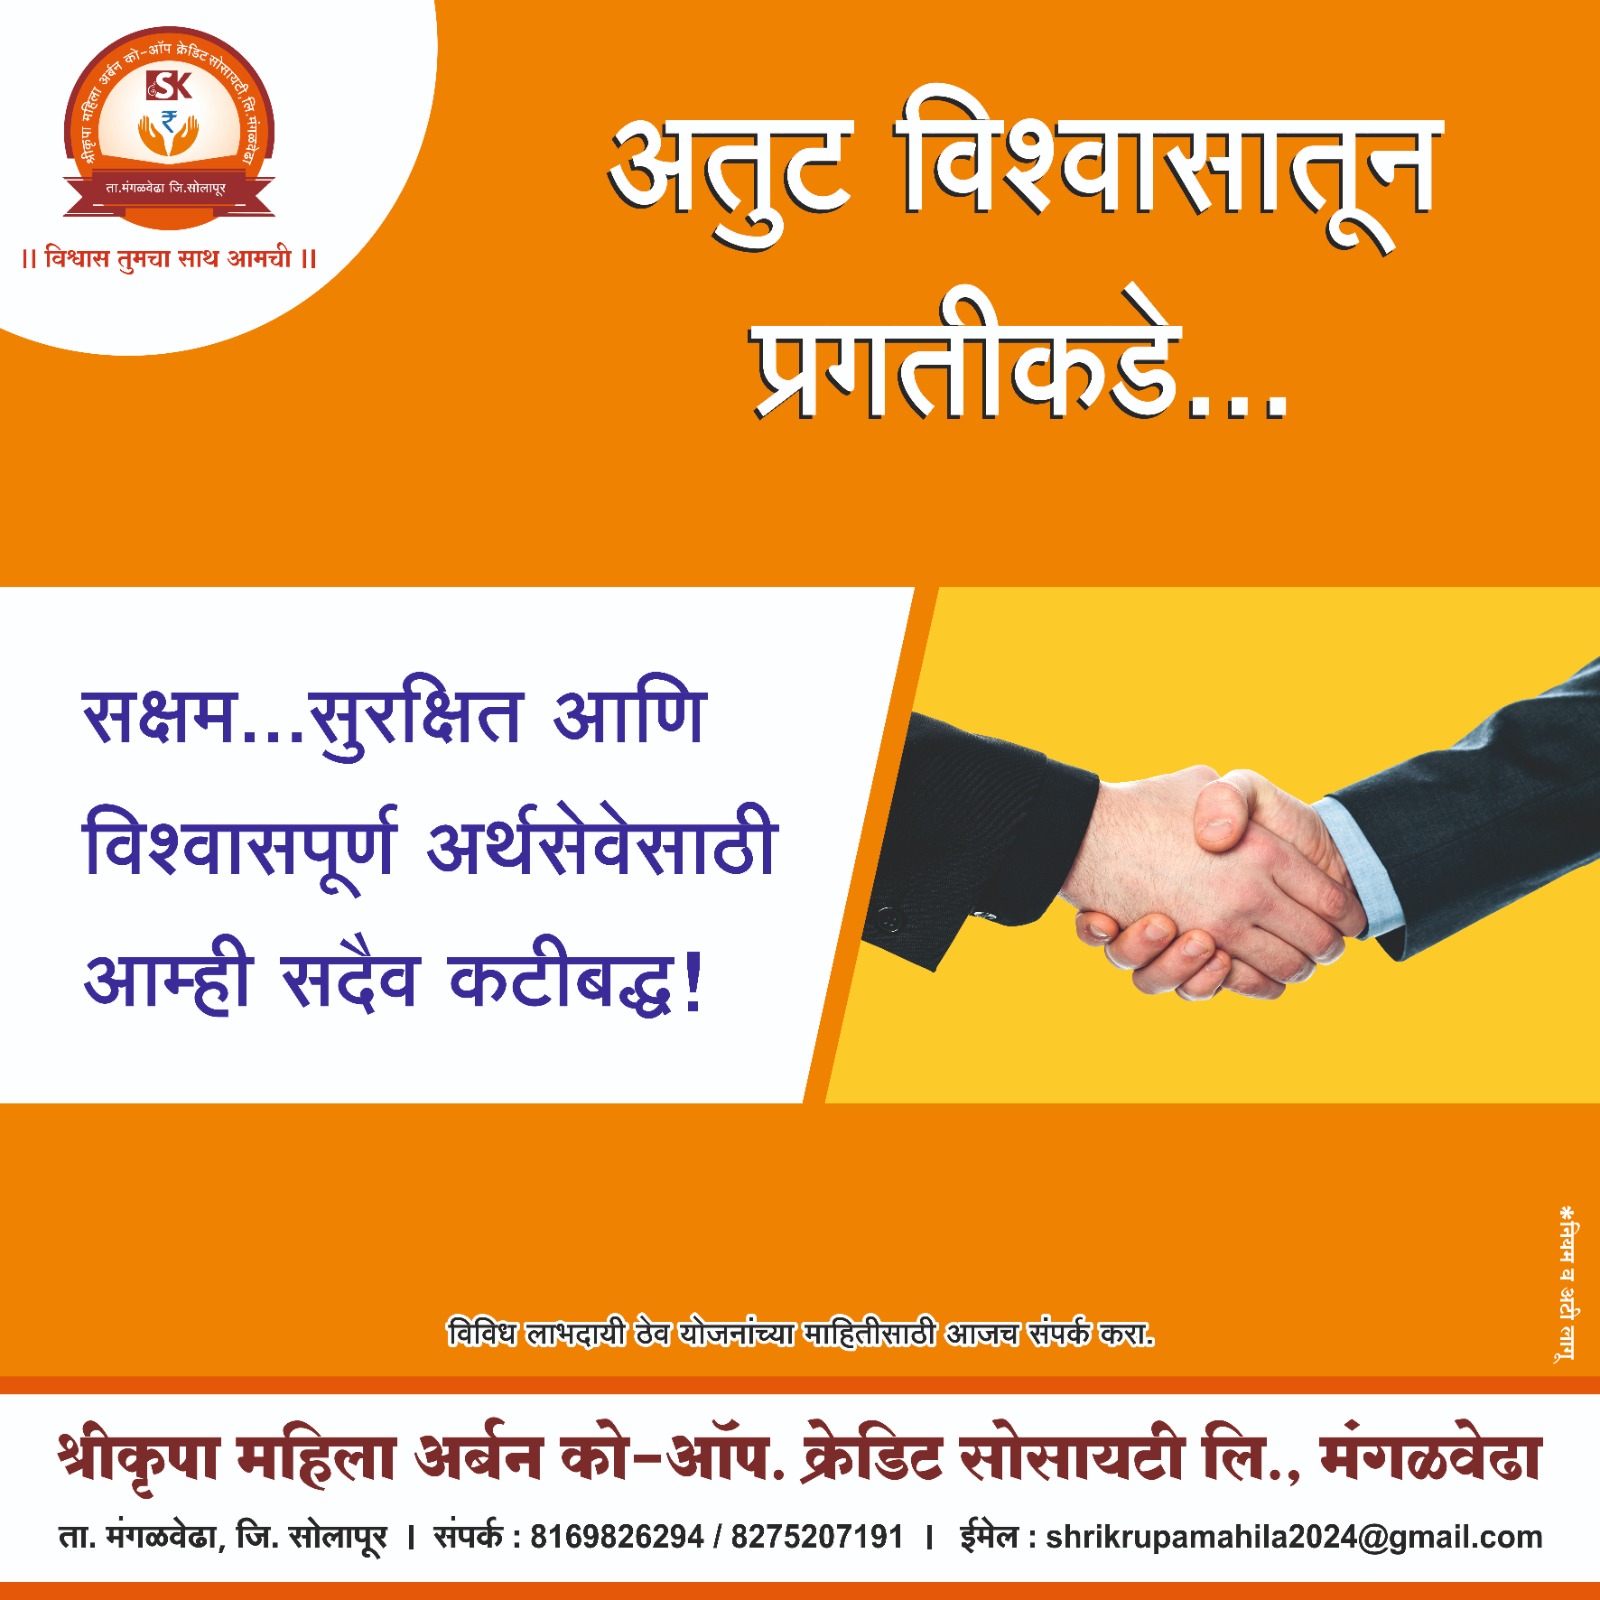 श्रीकृपा महिला अर्बन को-ऑप क्रेडिट सोसायटी,लि.मंगळवेढा
SK
₹
ता.मंगळवेढा जि.सोलापूर
|| विश्वास तुमचा साथ आमची ||
अतुट विश्वासातून
प्रगतीकडे...
सक्षम...सुरक्षित आणि
विश्वासपूर्ण अर्थसेवेसाठी
आम्ही सदैव कटीबद्ध!
*नियम व अटी लागू
विविध लाभदायी ठेव योजनांच्या माहितीसाठी आजच संपर्क करा.
श्रीकृपा महिला अर्बन को-ऑप. क्रेडिट सोसायटी लि., मंगळवेढा
ता. मंगळवेढा, जि. सोलापूर । संपर्क : 8169826294 / 8275207191 । ईमेल : shrikrupamahila2024@gmail.com